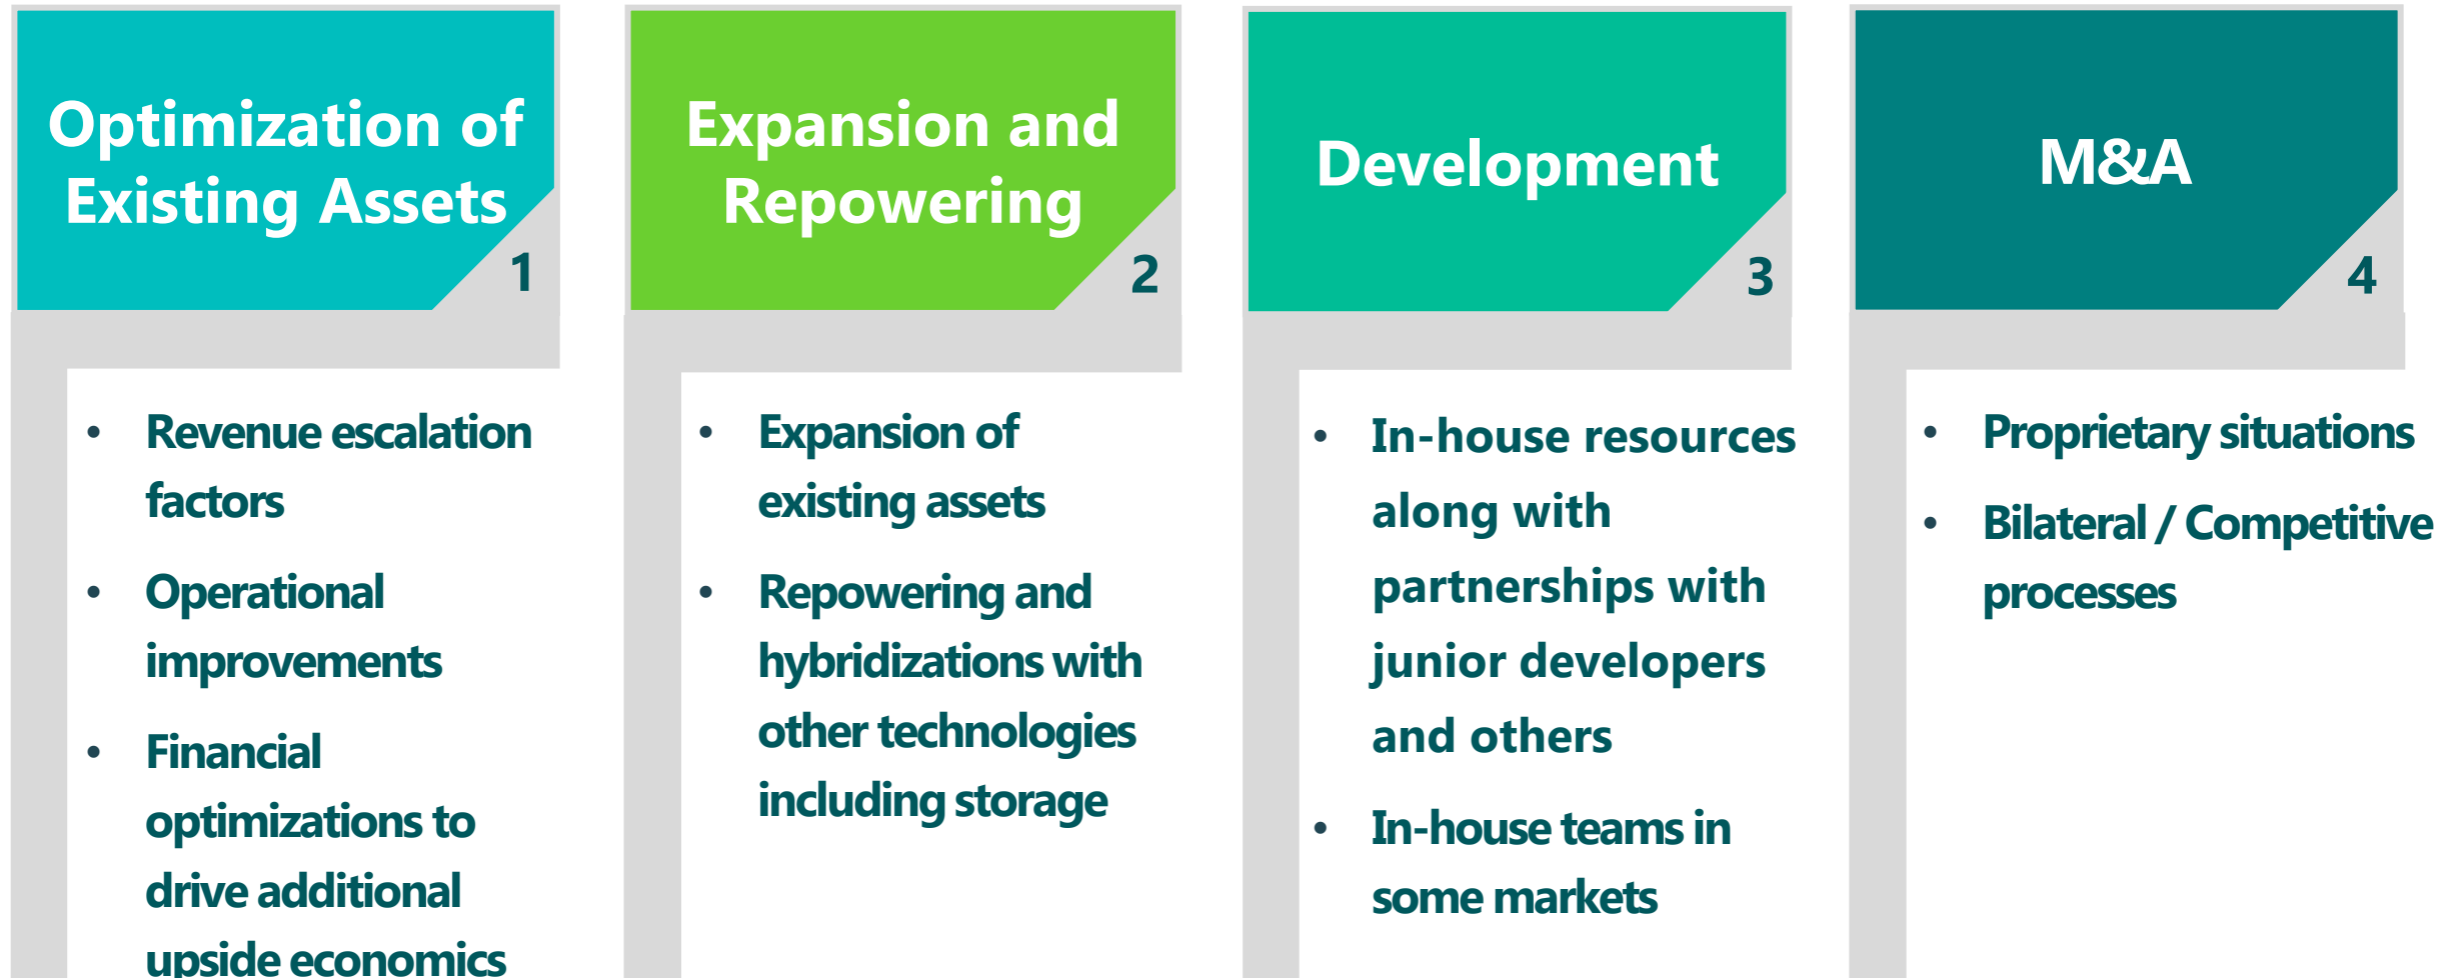 Optimization of
Existing Assets
1
• Revenue escalation
factors
• Operational
improvements
• Financial
optimizations to
drive additional
upside economics
Expansion and
Repowering
2
• Expansion of
existing assets
• Repowering and
hybridizations with
other technologies
including storage
Development
3
• In-house resources
along with
partnerships with
junior developers
and others
• In-house teams in
some markets
M&A
4
• Proprietary situations
• Bilateral / Competitive
processes